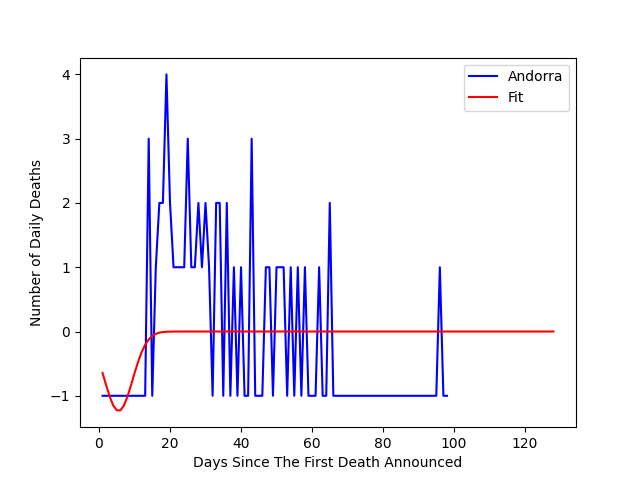 Andorra
Fit
4
3
2
1
0
−1
Number of Daily Deaths
0 20 40 60 80 100 120
Days Since The First Death Announced